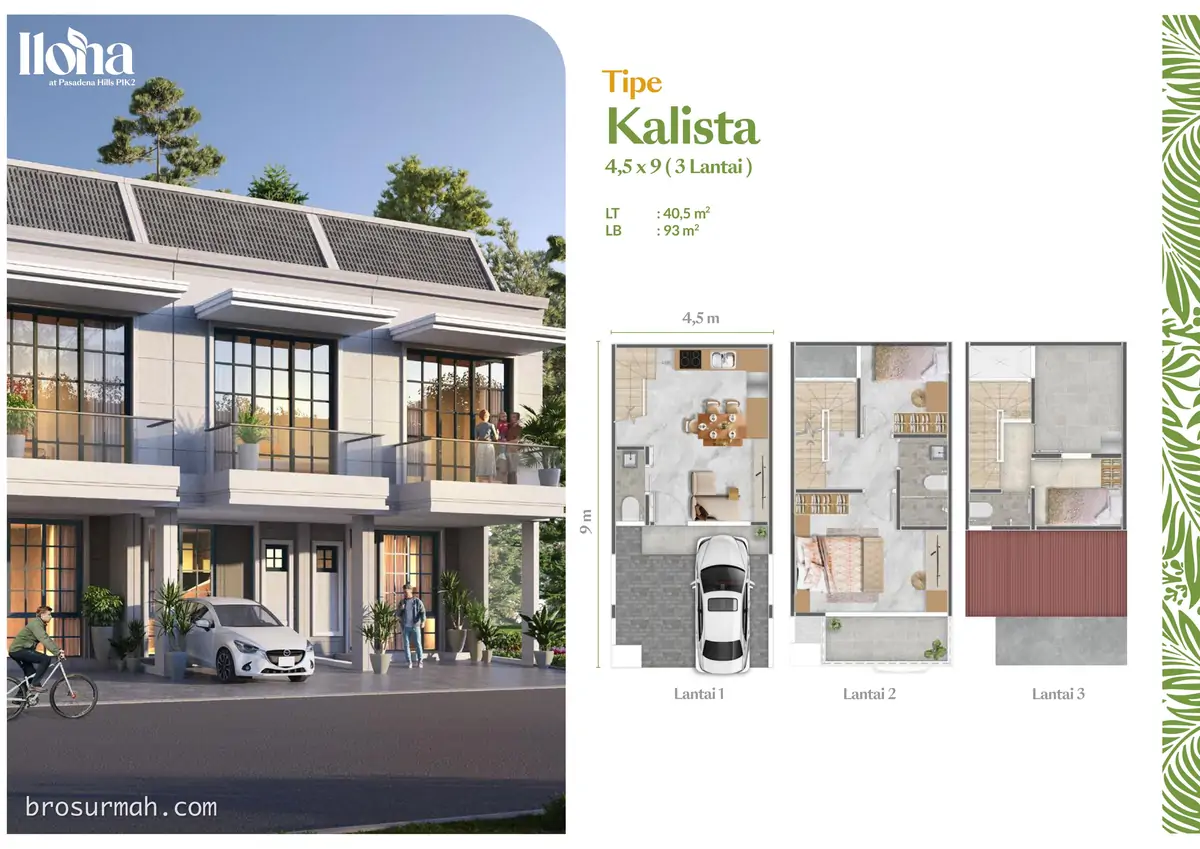 Ilona
at Pasadena Hills PIK2
Tipe
Kalista
4,5 x 9 ( 3 Lantai )
LT : 40,5 m²
LB : 93 m²
4,5 m
9 m
Lantai 1
Lantai 2
Lantai 3
brosurmah.com